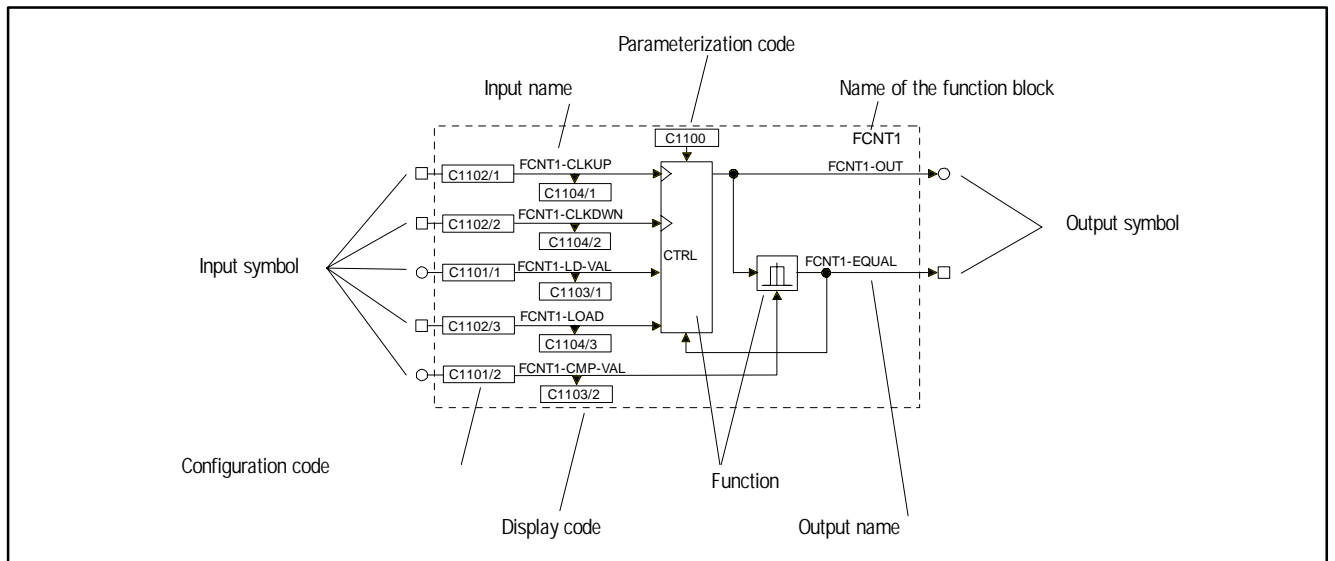 Parameterization code
Input name
Name of the function block
C1100
FCNT1
C1102/1
FCNT1-CLKUP
FCNT1-OUT
C1104/1
C1102/2
FCNT1-CLKDWN
Output symbol
C1104/2
CTRL
Input symbol
C1101/1
FCNT1-LD-VAL
FCNT1-EQUAL
C1103/1
C1102/3
FCNT1-LOAD
C1104/3
C1101/2
FCNT1-CMP-VAL
C1103/2
Configuration code
Function
Display code
Output name